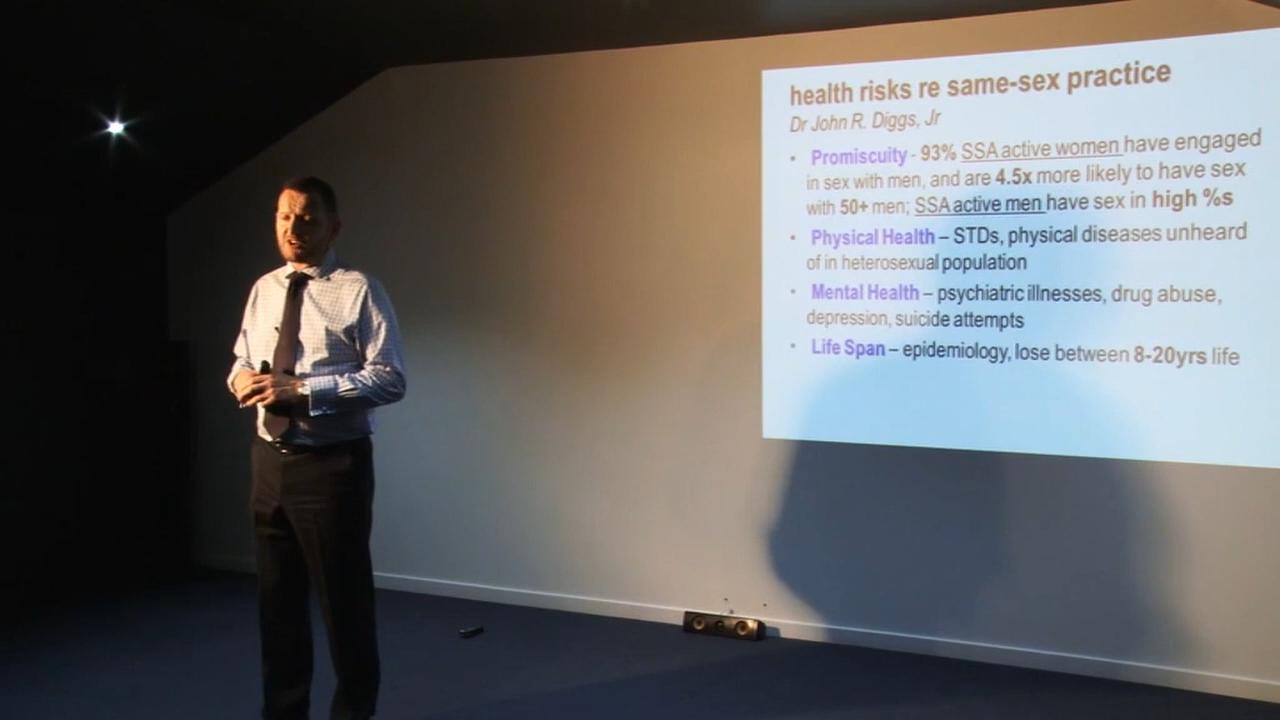 health risks re same-sex practice
Dr John R. Diggs, Jr
• Promiscuity - 93% SSA active women have engaged
in sex with men, and are 4.5x more likely to have sex
with 50+ men; SSA active men have sex in high %s
• Physical Health – STDs, physical diseases unheard
of in heterosexual population
• Mental Health – psychiatric illnesses, drug abuse,
depression, suicide attempts
• Life Span – epidemiology, lose between 8-20yrs life